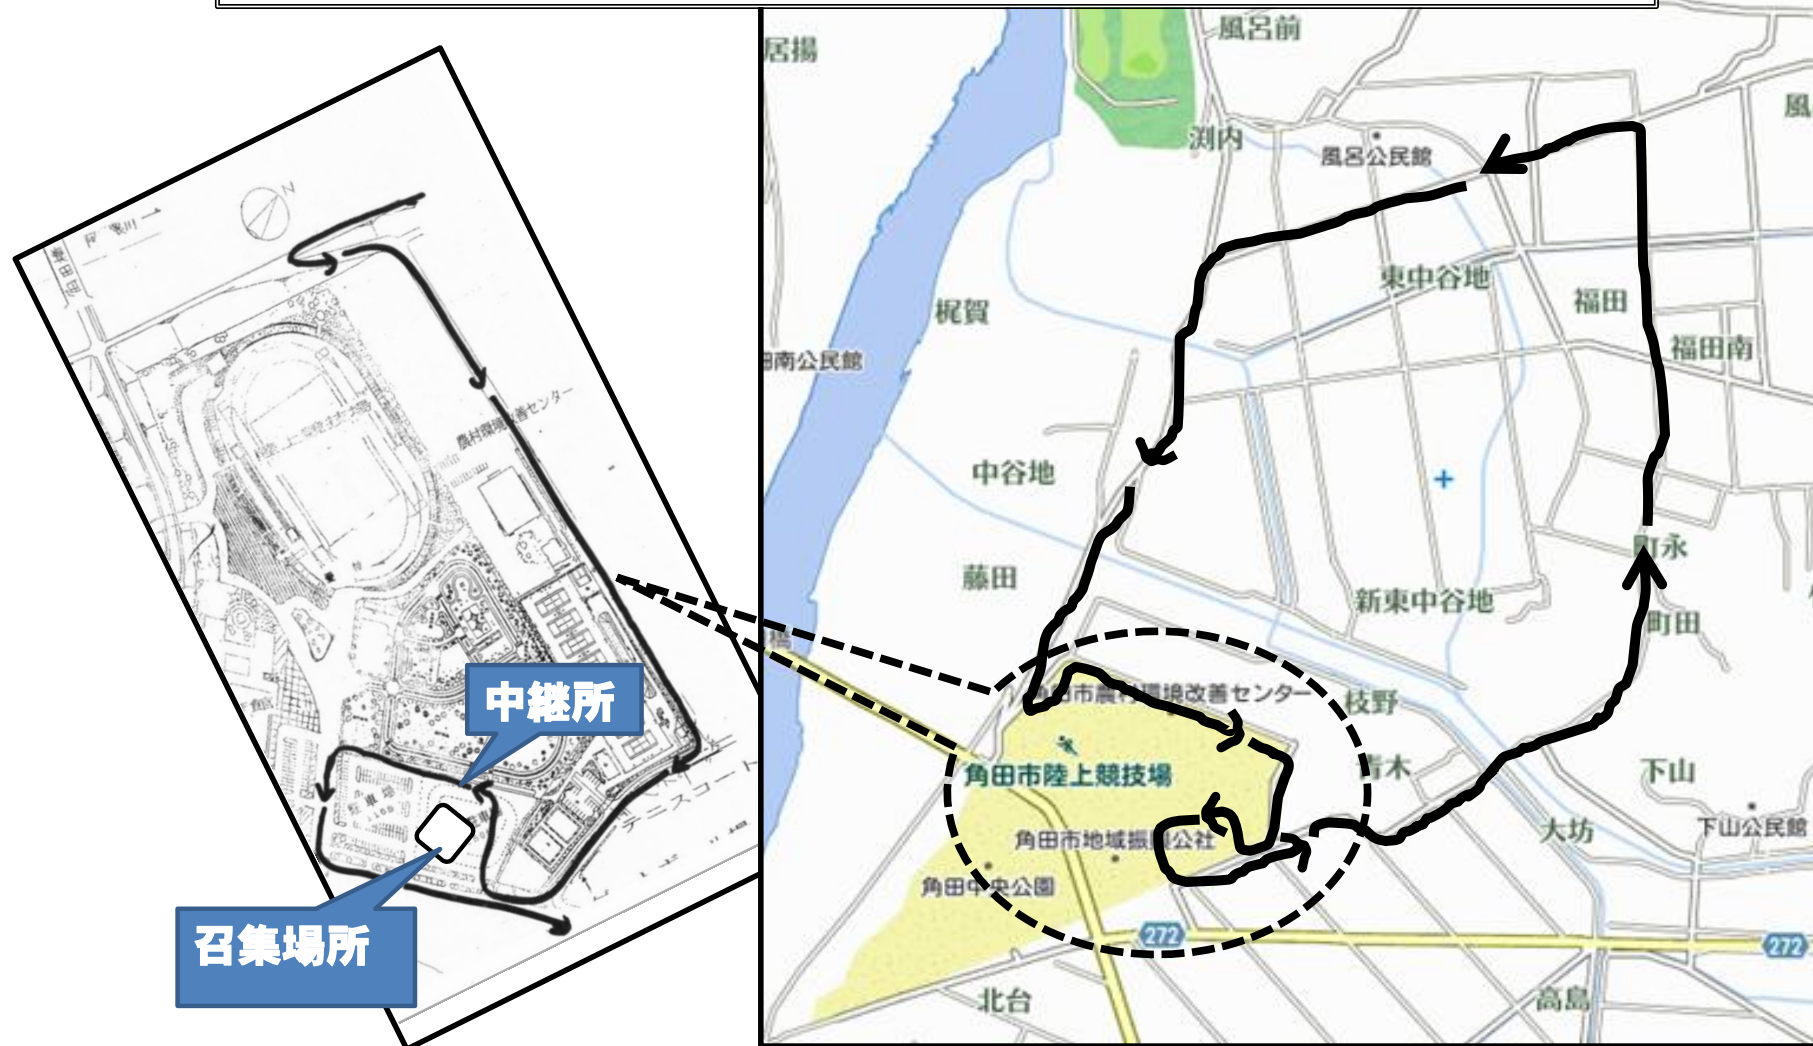 N
農村環境改善センター
中継所
駐車場
テニスコート
召集場所
居揚
風呂前
渕内
風呂公民館
東中谷地
福田
梶賀
福田南
田南公民館
中谷地
町永
藤田
新東中谷地
町田
橋
角田市農村環境改善センター
枝野
角田市陸上競技場
青木
下山
角田市地域振興公社
大坊
下山公民館
角田中央公園
272
272
北台
高島